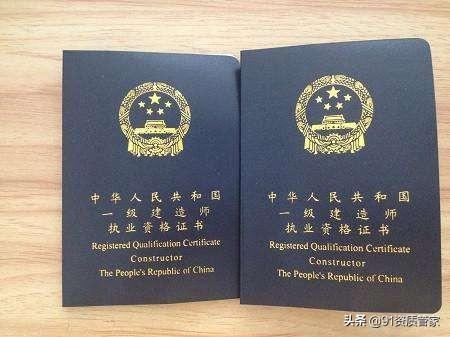 中华人民共和国
一级建造师
执业资格证书
Registered Qualification Certificate
Constructor
The People's Republic of China
中华人民共和国
一级建造师
执业资格证书
Registered Qualification Certificate
Constructor
The People's Republic of China
头条 @91资质管家